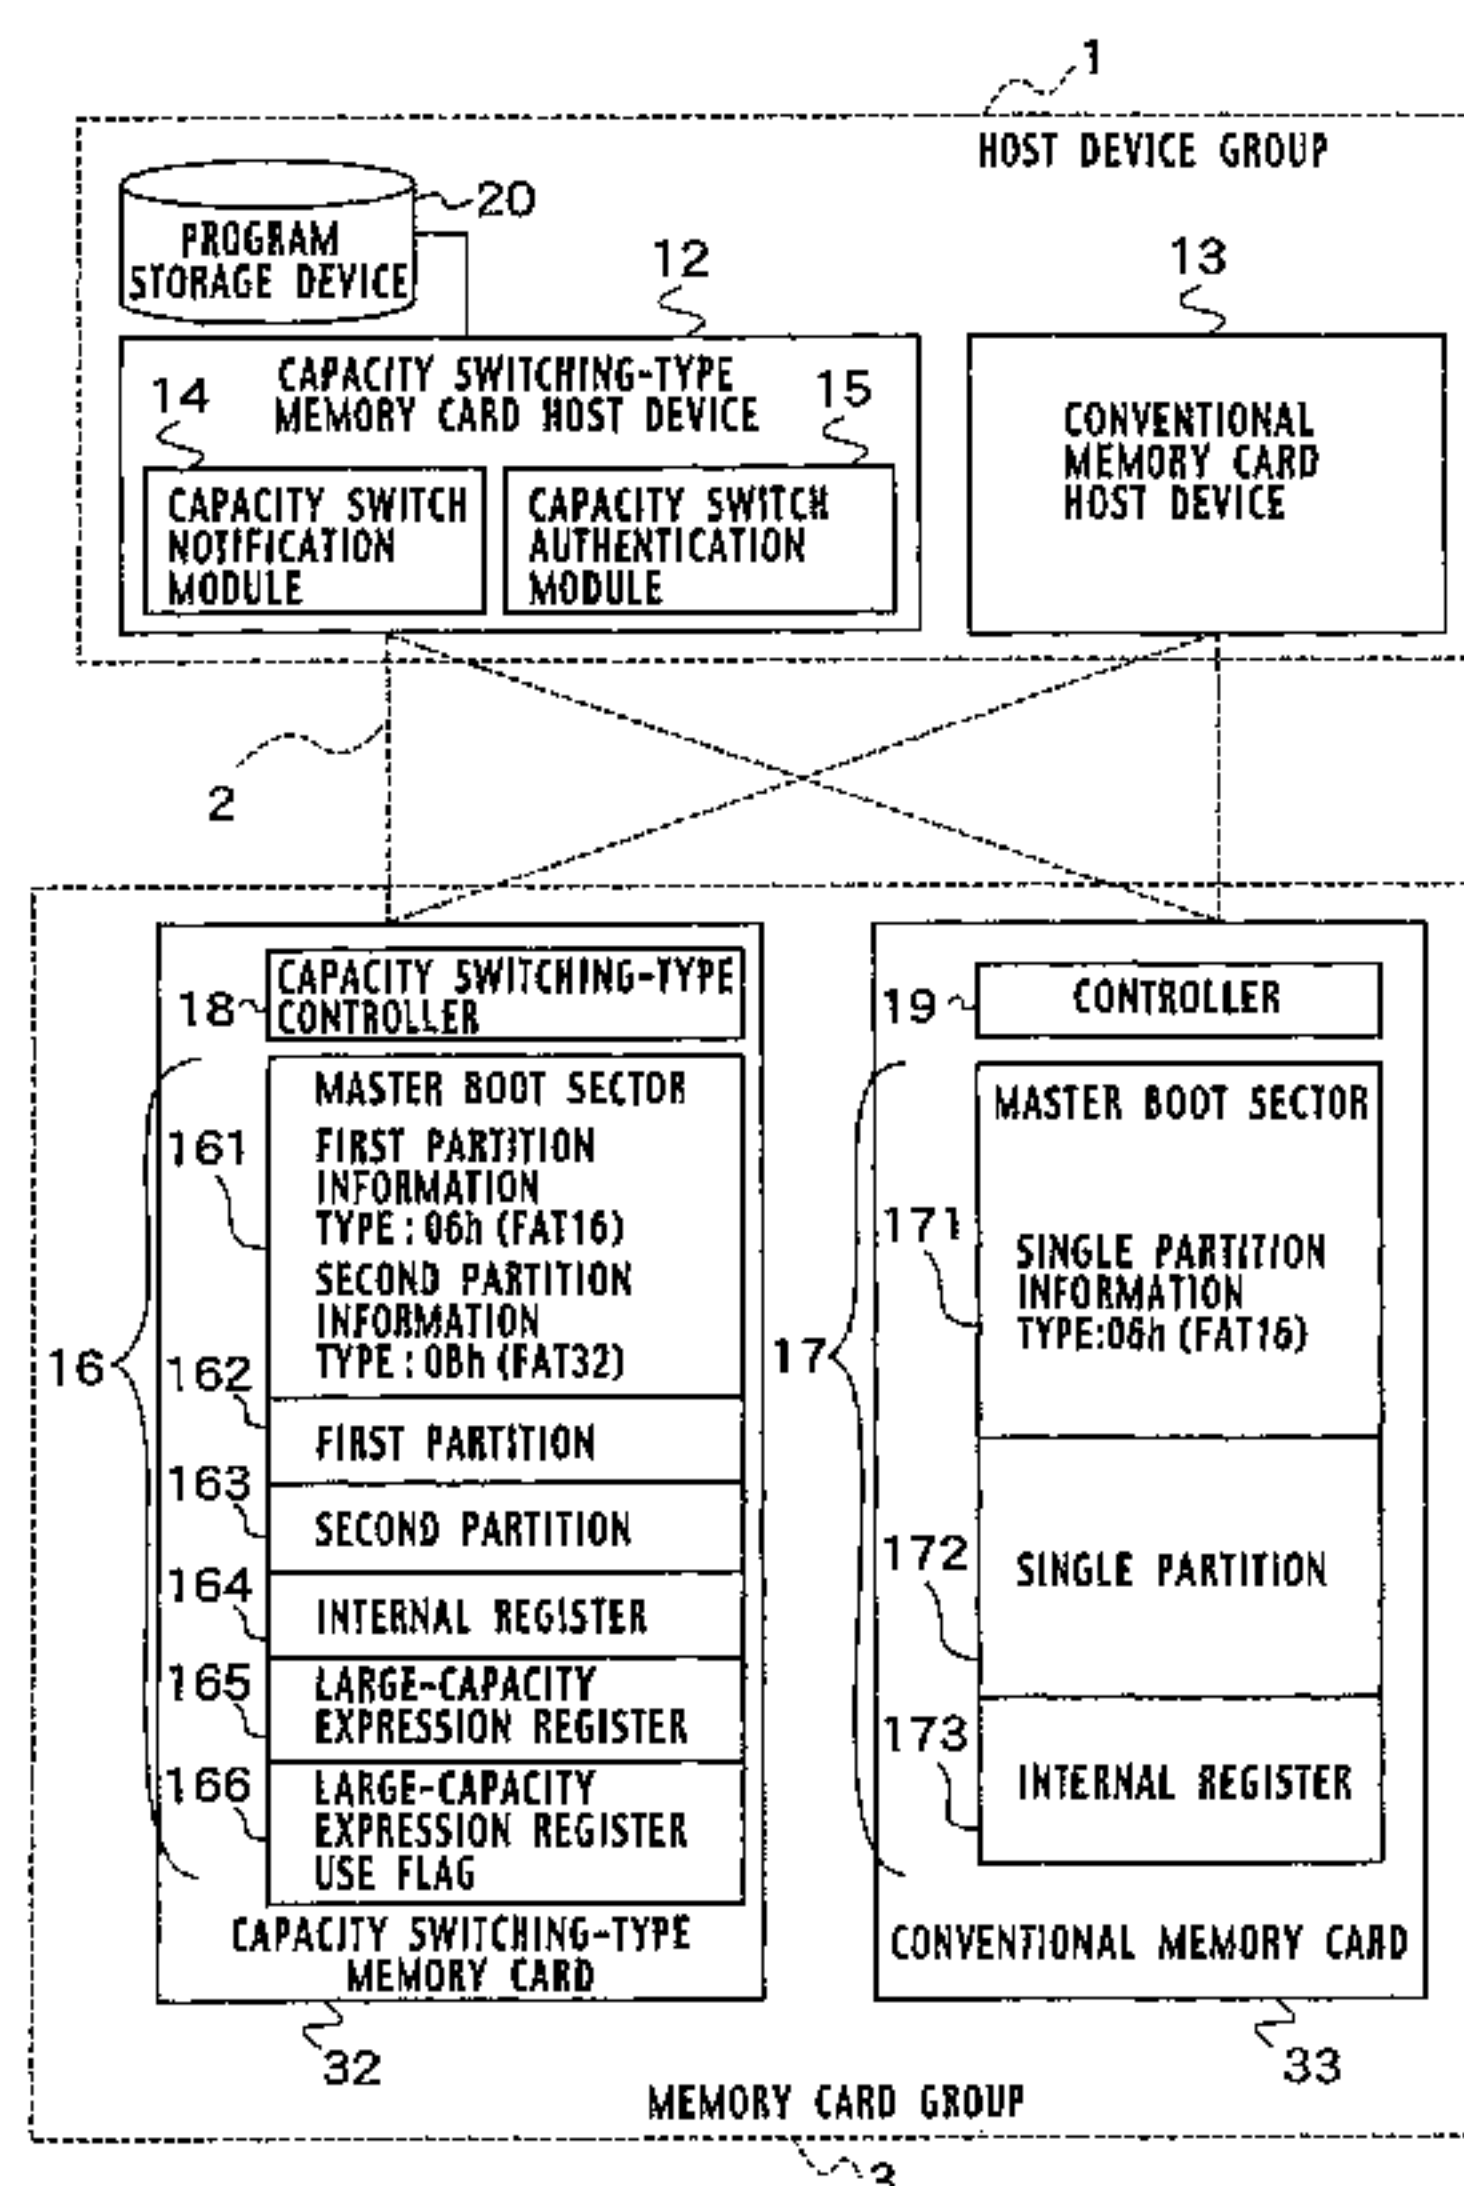 1
HOST DEVICE GROUP
20
PROGRAM
STORAGE DEVICE
12
13
CAPACITY SWITCHING-TYPE
MEMORY CARD HOST DEVICE
14
15
CAPACITY SWITCH
NOTIFICATION
MODULE
CAPACITY SWITCH
AUTHENTICATION
MODULE
CONVENTIONAL
MEMORY CARD
HOST DEVICE
2
18
CAPACITY SWITCHING-TYPE
CONTROLLER
16
161
MASTER BOOT SECTOR
FIRST PARTITION
INFORMATION
TYPE : 06h (FAT16)
SECOND PARTITION
INFORMATION
TYPE : 0Bh (FAT32)
162
FIRST PARTITION
163
SECOND PARTITION
164
INTERNAL REGISTER
165
LARGE-CAPACITY
EXPRESSION REGISTER
166
LARGE-CAPACITY
EXPRESSION REGISTER
USE FLAG
CAPACITY SWITCHING-TYPE
MEMORY CARD
32
19
CONTROLLER
17
MASTER BOOT SECTOR
171
SINGLE PARTITION
INFORMATION
TYPE:06h (FAT16)
172
SINGLE PARTITION
173
INTERNAL REGISTER
CONVENTIONAL MEMORY CARD
33
MEMORY CARD GROUP
3